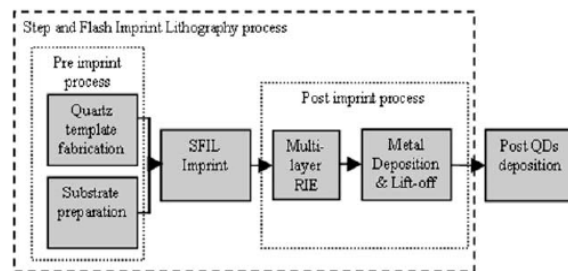 Step and Flash Imprint Lithography process
Pre imprint
process
Quartz
template
fabrication
Substrate
preparation
SFIL
Imprint
Post imprint process
Multi-
layer
RIE
Metal
Deposition
& Lift-off
Post QDs
deposition